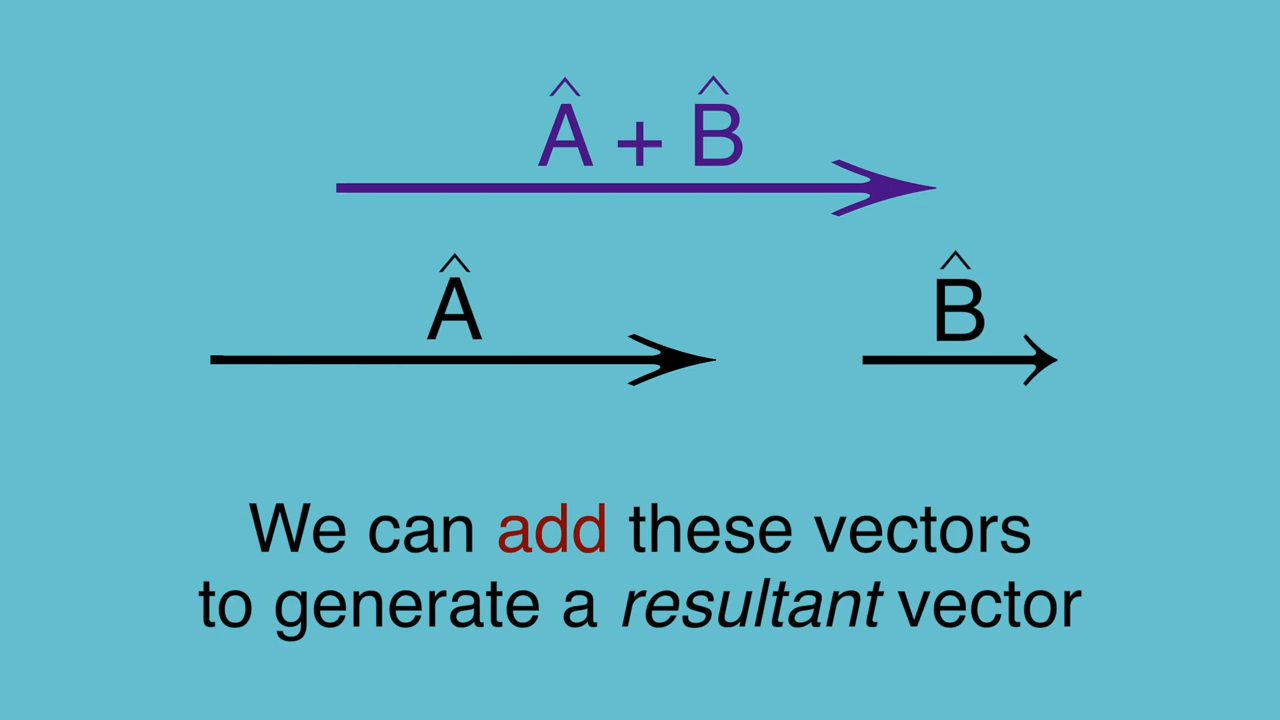 Â + B̂
Â
B̂
We can add these vectors
to generate a resultant vector